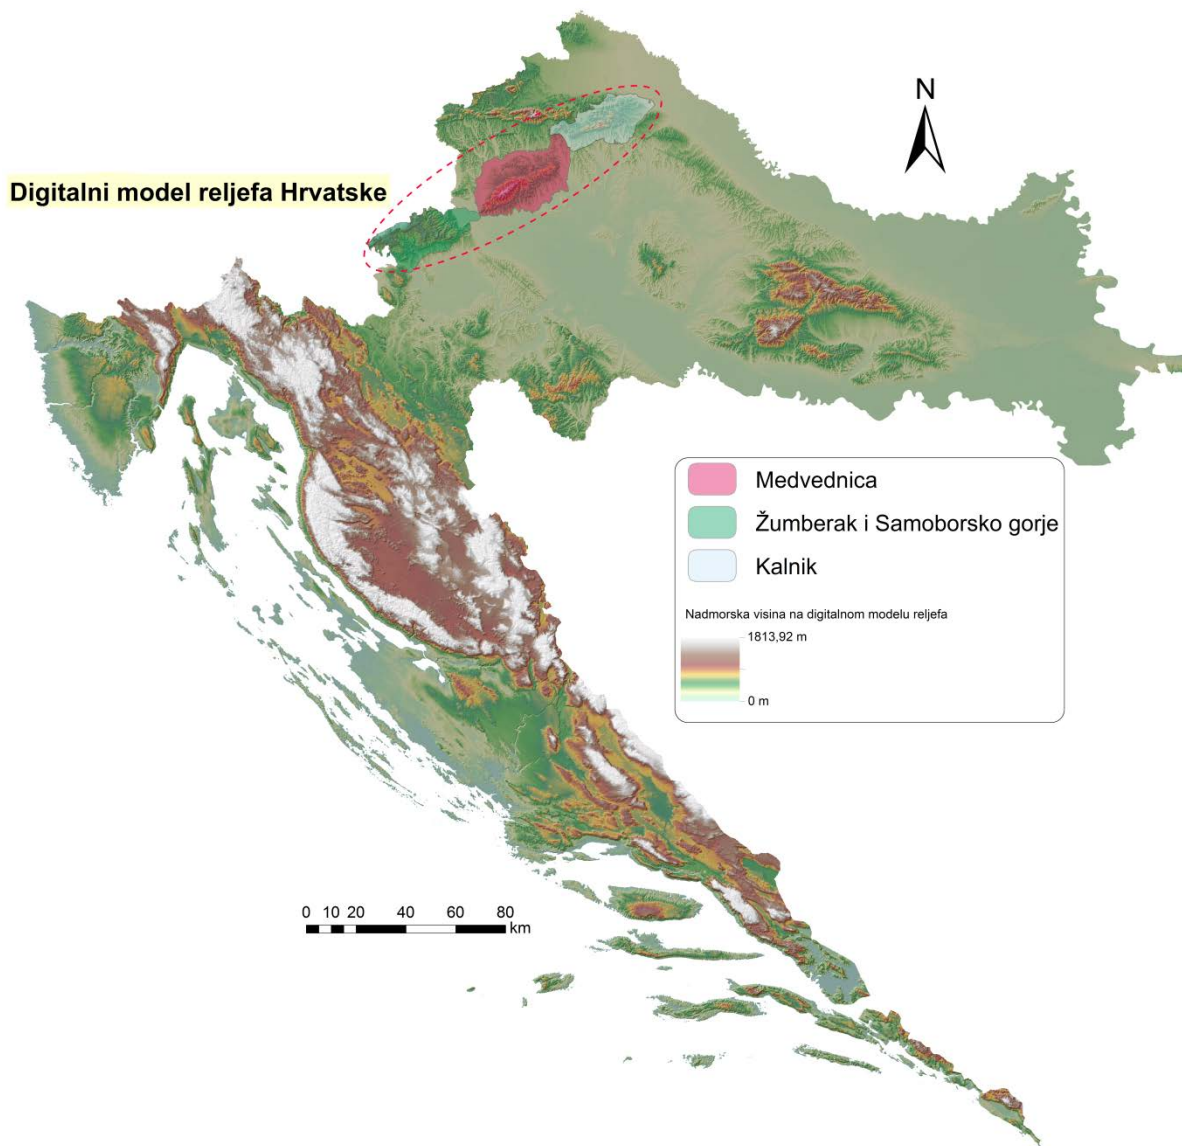 N
Digitalni model reljefa Hrvatske
Medvednica
Žumberak i Samoborsko gorje
Kalnik
Nadmorska visina na digitalnom modelu reljefa
1813,92 m
0 m
0 10 20 40 60 80
km